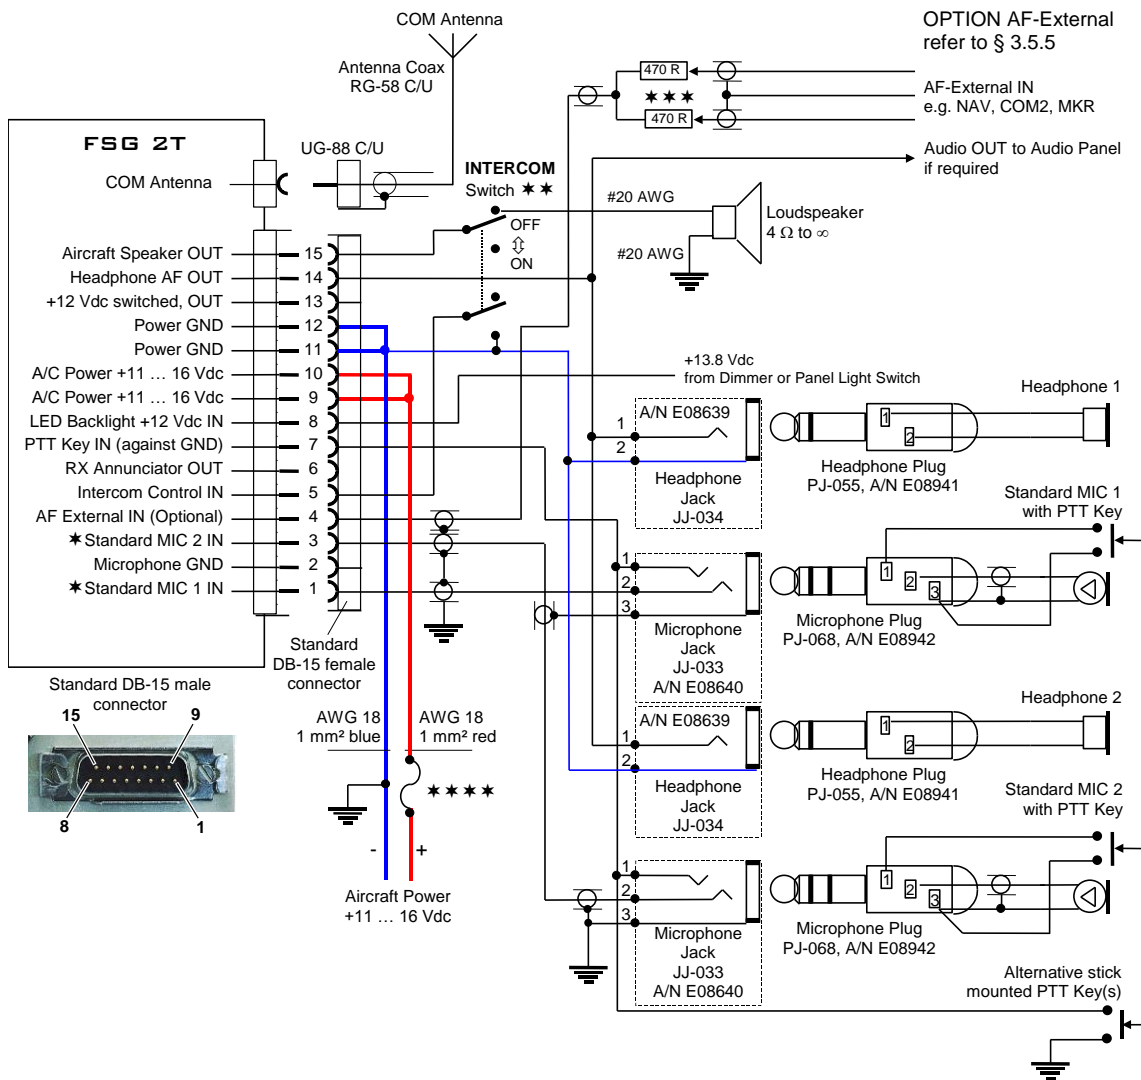 COM Antenna
Antenna Coax
RG-58 C/U
OPTION AF-External
refer to § 3.5.5
470 R
★ ★ ★
470 R
AF-External IN
e.g. NAV, COM2, MKR
FSG 2T
UG-88 C/U
COM Antenna
INTERCOM
Switch ★ ★
Audio OUT to Audio Panel
if required
#20 AWG
OFF
⇕
ON
Loudspeaker
4 Ω to ∞
#20 AWG
Aircraft Speaker OUT 15
Headphone AF OUT 14
+12 Vdc switched, OUT 13
Power GND 12
Power GND 11
A/C Power +11 … 16 Vdc 10
A/C Power +11 … 16 Vdc 9
LED Backlight +12 Vdc IN 8
PTT Key IN (against GND) 7
RX Annunciator OUT 6
Intercom Control IN 5
AF External IN (Optional) 4
★Standard MIC 2 IN 3
Microphone GND 2
★Standard MIC 1 IN 1
+13.8 Vdc
from Dimmer or Panel Light Switch
A/N E08639
1
2
Headphone
Jack
JJ-034
Headphone 1
1
2
Headphone Plug
PJ-055, A/N E08941
Standard MIC 1
with PTT Key
1
2
3
Microphone
Jack
JJ-033
A/N E08640
1
2
3
Microphone Plug
PJ-068, A/N E08942
Standard
DB-15 female
connector
Standard DB-15 male
connector
15
9
8
1
AWG 18
1 mm² blue
AWG 18
1 mm² red
★ ★ ★ ★
-
+
Aircraft Power
+11 … 16 Vdc
A/N E08639
1
2
Headphone
Jack
JJ-034
Headphone 2
1
2
Headphone Plug
PJ-055, A/N E08941
Standard MIC 2
with PTT Key
1
2
3
Microphone
Jack
JJ-033
A/N E08640
1
2
3
Microphone Plug
PJ-068, A/N E08942
Alternative stick
mounted PTT Key(s)